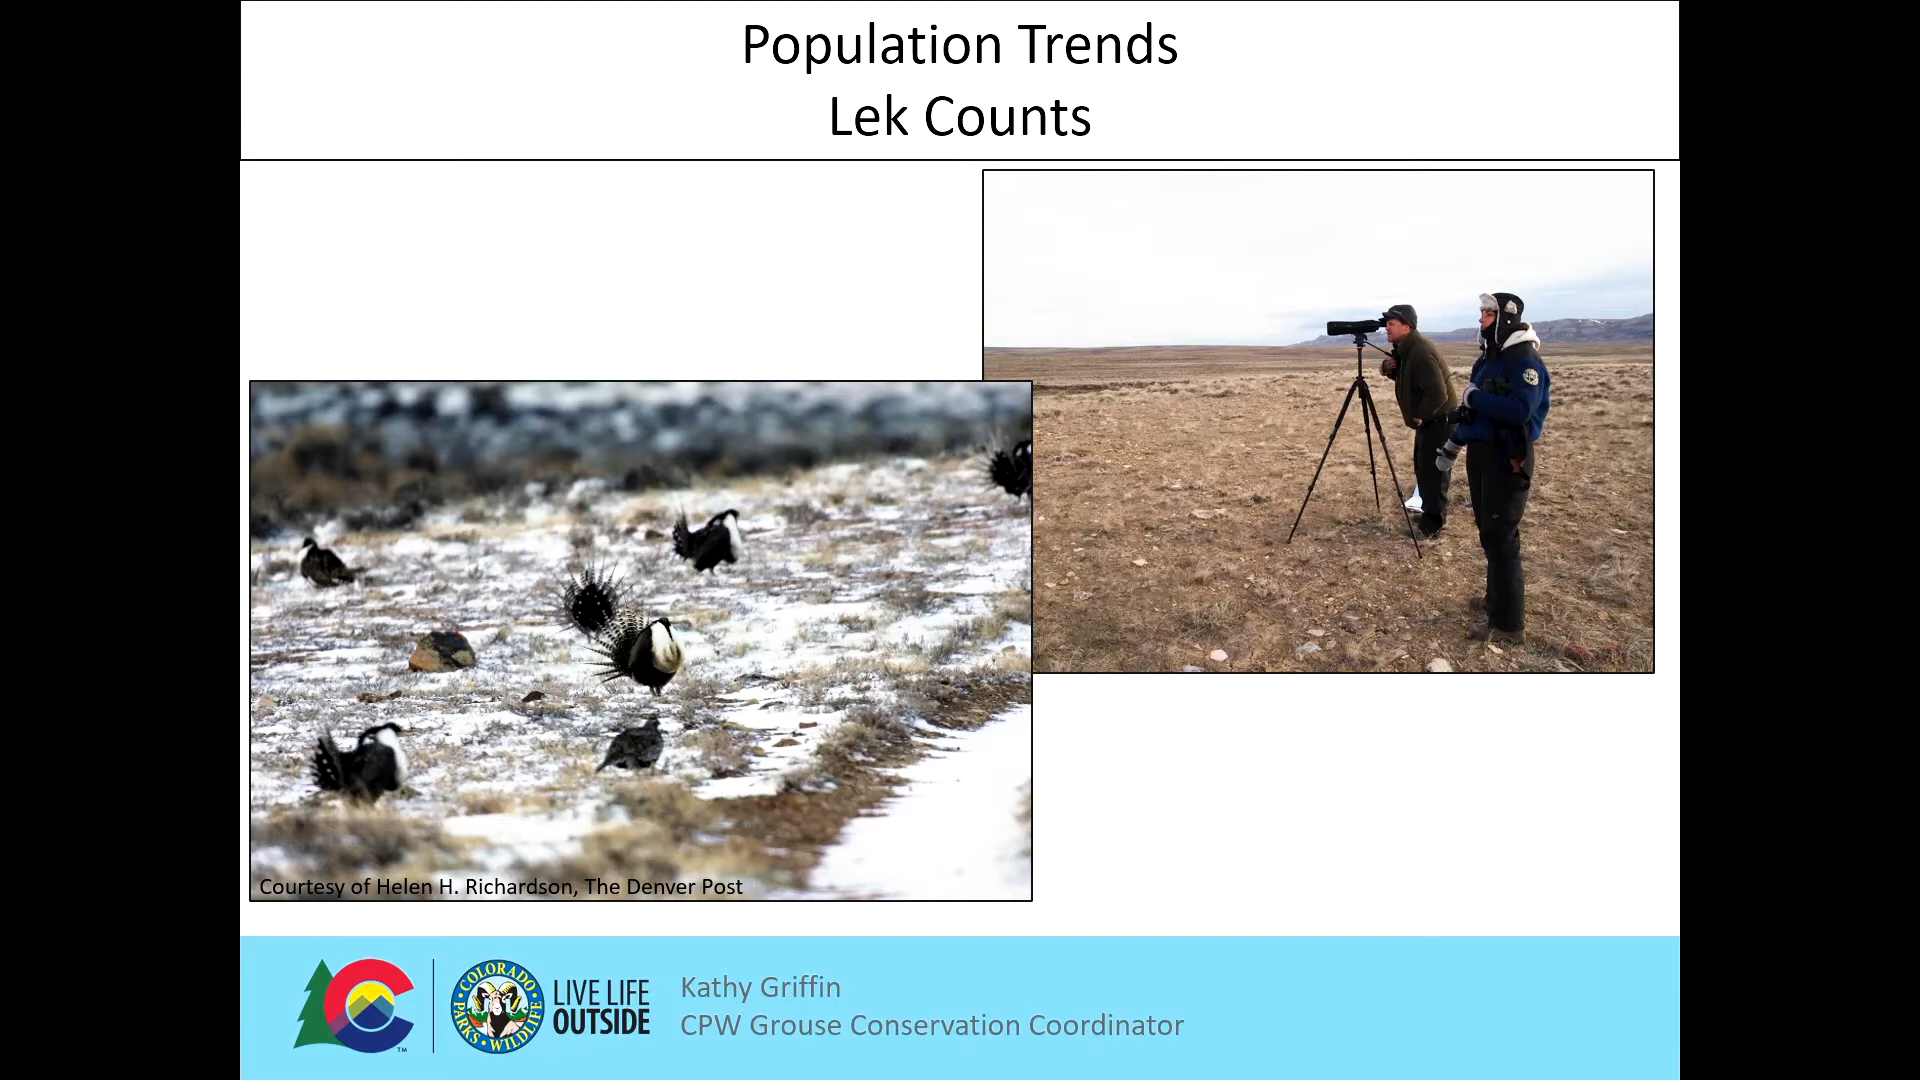 Population Trends
Lek Counts
Courtesy of Helen H. Richardson, The Denver Post
TM
COLORADO
PARKS • WILDLIFE
LIVE LIFE
OUTSIDE
Kathy Griffin
CPW Grouse Conservation Coordinator